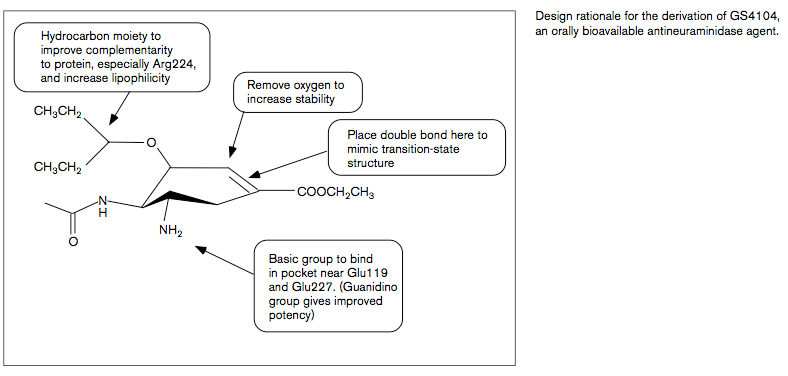 Design rationale for the derivation of GS4104,
an orally bioavailable antineuraminidase agent.
Hydrocarbon moiety to
improve complementarity
to protein, especially Arg224,
and increase lipophilicity
Remove oxygen to
increase stability
Place double bond here to
mimic transition-state
structure
CH₃CH₂
O
CH₃CH₂
COOCH₂CH₃
N
H
O
NH₂
Basic group to bind
in pocket near Glu119
and Glu227. (Guanidino
group gives improved
potency)